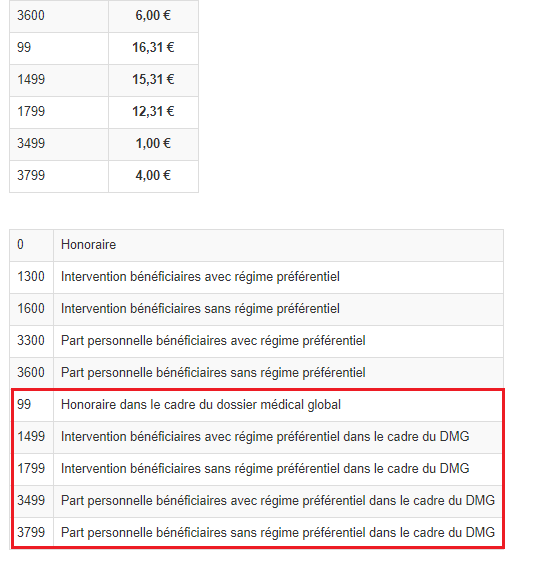 3600 6,00 €
99 16,31 €
1499 15,31 €
1799 12,31 €
3499 1,00 €
3799 4,00 €
0 Honoraire
1300 Intervention bénéficiaires avec régime préférentiel
1600 Intervention bénéficiaires sans régime préférentiel
3300 Part personnelle bénéficiaires avec régime préférentiel
3600 Part personnelle bénéficiaires sans régime préférentiel
99 Honoraire dans le cadre du dossier médical global
1499 Intervention bénéficiaires avec régime préférentiel dans le cadre du DMG
1799 Intervention bénéficiaires sans régime préférentiel dans le cadre du DMG
3499 Part personnelle bénéficiaires avec régime préférentiel dans le cadre du DMG
3799 Part personnelle bénéficiaires sans régime préférentiel dans le cadre du DMG